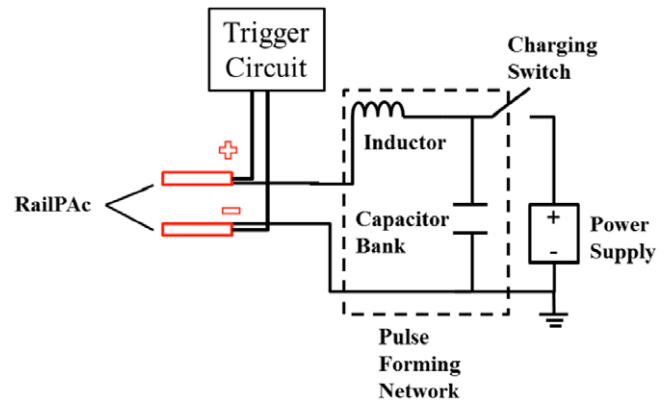 Trigger
Circuit
Charging
Switch
Inductor
+
-
RailPAc
Capacitor
Bank
+
-
Power
Supply
Pulse
Forming
Network